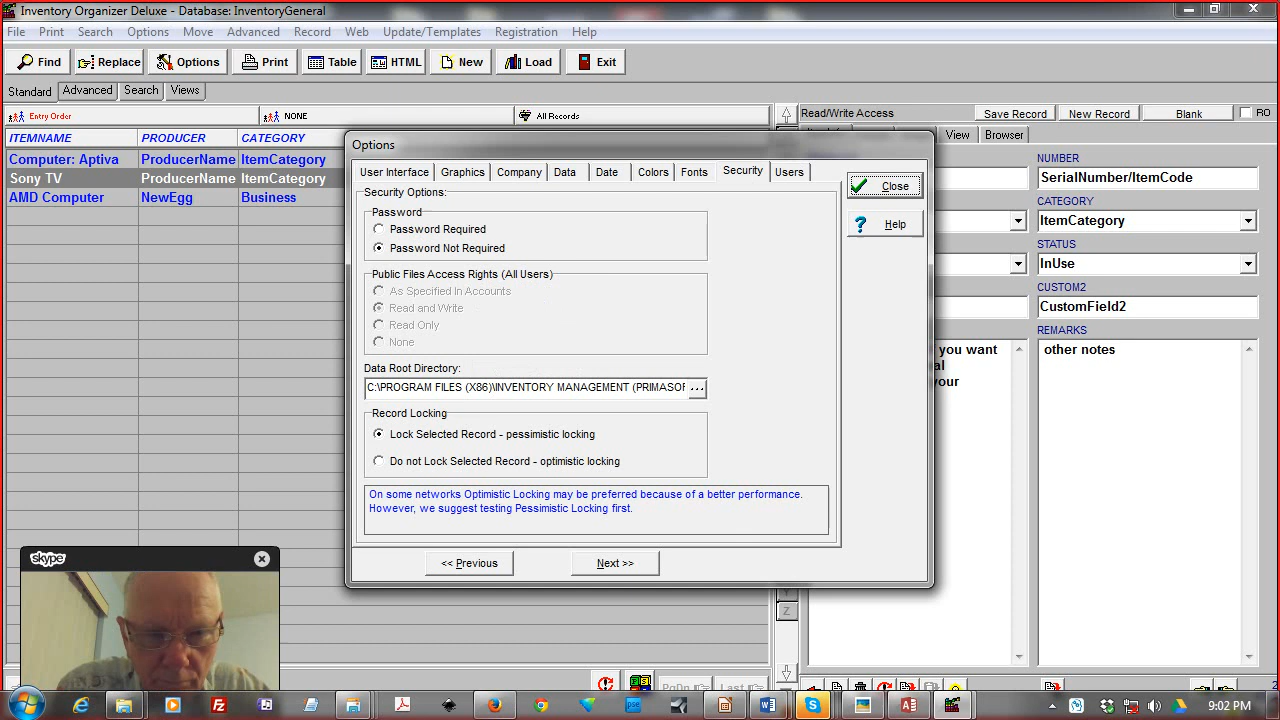 Inventory Organizer Deluxe - Database: InventoryGeneral
File Print Search Options Move Advanced Record Web Update/Templates Registration Help
Find Replace Options Print Table HTML New Load Exit
Standard Advanced Search Views
Entry Order NONE All Records
ITEMNAME PRODUCER CATEGORY
Computer: Aptiva ProducerName ItemCategory
Sony TV ProducerName ItemCategory
AMD Computer NewEgg Business
Options
User Interface Graphics Company Data Date Colors Fonts Security Users
Security Options:
Password
Password Required
Password Not Required
Public Files Access Rights (All Users)
As Specified In Accounts
Read and Write
Read Only
None
Data Root Directory:
C:\PROGRAM FILES (X86)\INVENTORY MANAGEMENT (PRIMASOF
...
Record Locking
Lock Selected Record - pessimistic locking
Do not Lock Selected Record - optimistic locking
On some networks Optimistic Locking may be preferred because of a better performance.
However, we suggest testing Pessimistic Locking first.
<< Previous Next >>
Close
Help
Read/Write Access Save Record New Record Blank RO
View Browser
NUMBER
SerialNumber/ItemCode
CATEGORY
ItemCategory
STATUS
InUse
CUSTOM2
CustomField2
REMARKS
you want
your
other notes
Z
PgDn Last
skype
9:02 PM